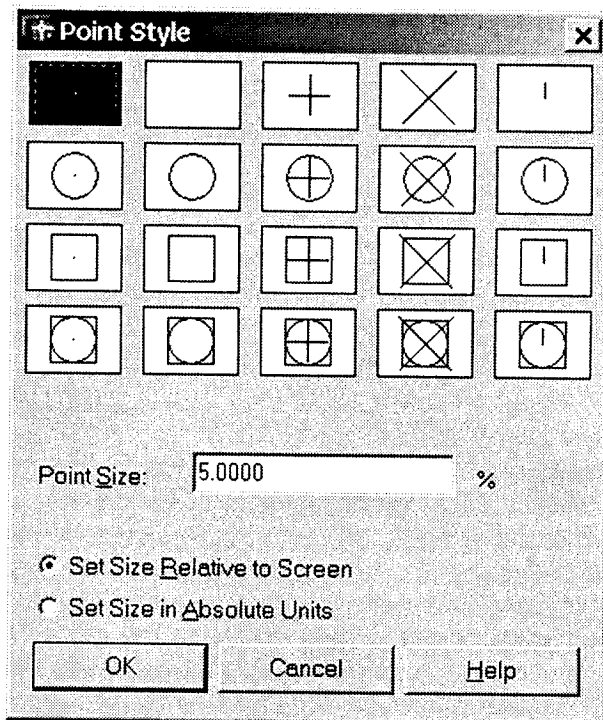 Point Style
Point Size: 5.0000 %
Set Size Relative to Screen
Set Size in Absolute Units
OK Cancel Help